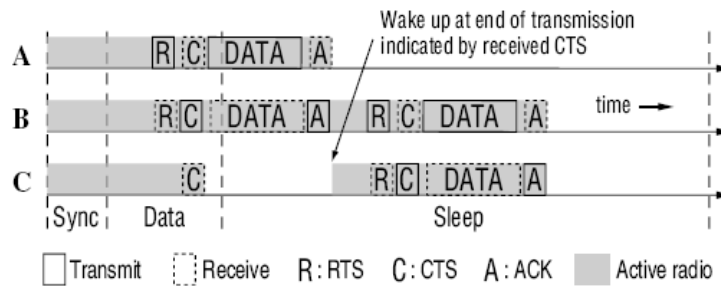 Wake up at end of transmission
indicated by received CTS
A R C DATA A
B R C DATA A R C DATA A time
C C R C DATA A
Sync Data Sleep
Transmit Receive R: RTS C: CTS A: ACK Active radio